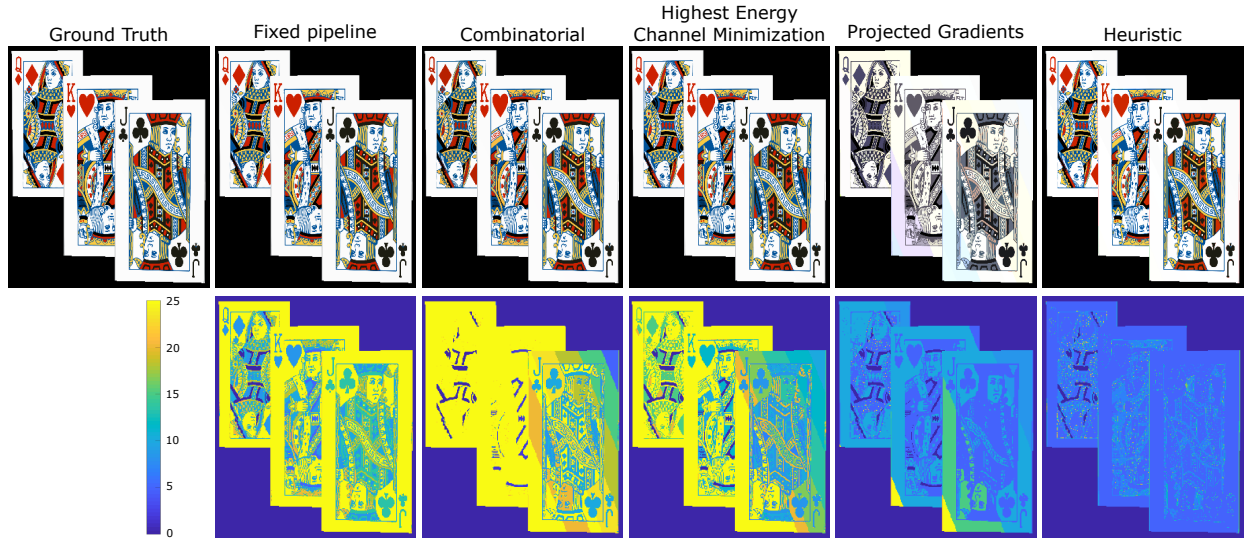 Ground Truth
Fixed pipeline
Combinatorial
Highest Energy
Channel Minimization
Projected Gradients
Heuristic
Q
K
J
J
Q
K
J
J
Q
K
J
J
Q
K
J
J
Q
K
J
J
Q
K
J
J
25
20
15
10
5
0
Q
K
J
J
J
J
Q
K
J
J
Q
K
J
J